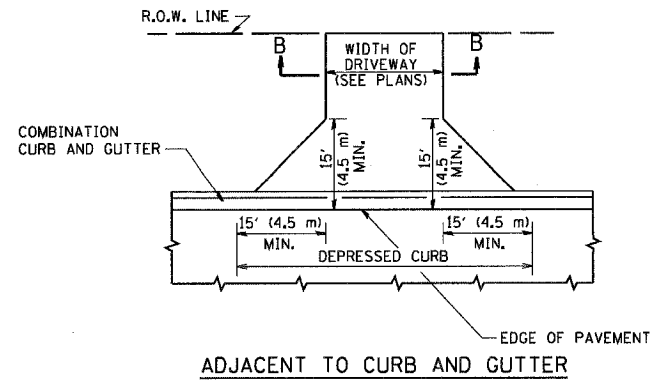 R.O.W. LINE
B
B
WIDTH OF
DRIVEWAY
(SEE PLANS)
COMBINATION
CURB AND GUTTER
15'
(4.5 m)
MIN.
15'
(4.5 m)
MIN.
15' (4.5 m)
MIN.
15' (4.5 m)
MIN.
DEPRESSED CURB
EDGE OF PAVEMENT
ADJACENT TO CURB AND GUTTER